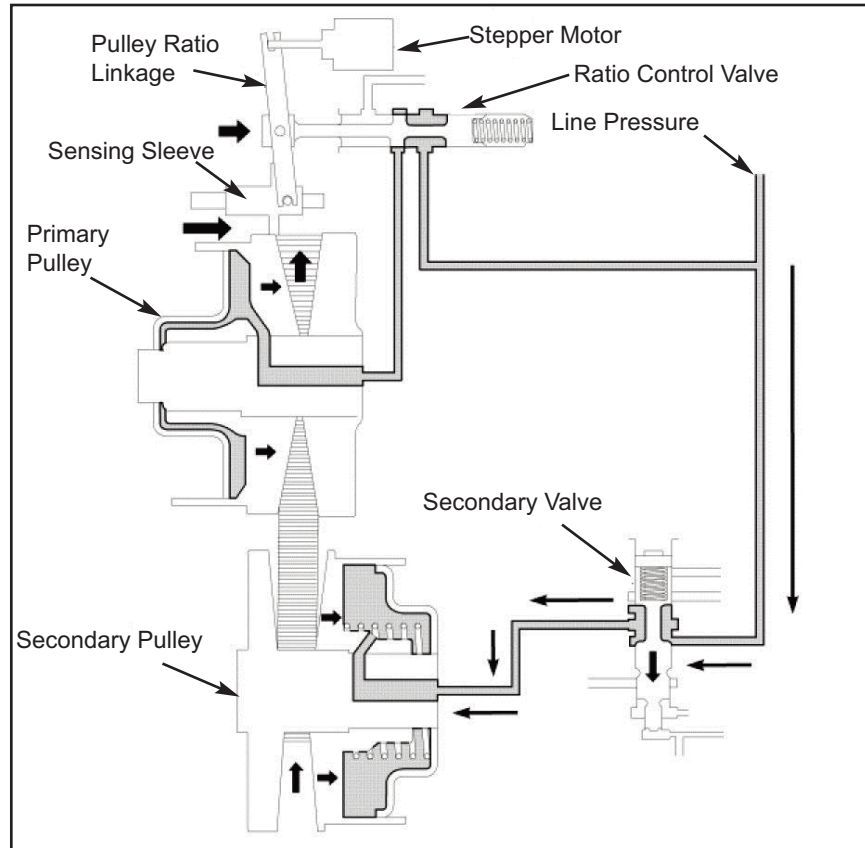 Pulley Ratio
Linkage
Stepper Motor
Ratio Control Valve
Line Pressure
Sensing Sleeve
Primary
Pulley
Secondary Valve
Secondary Pulley